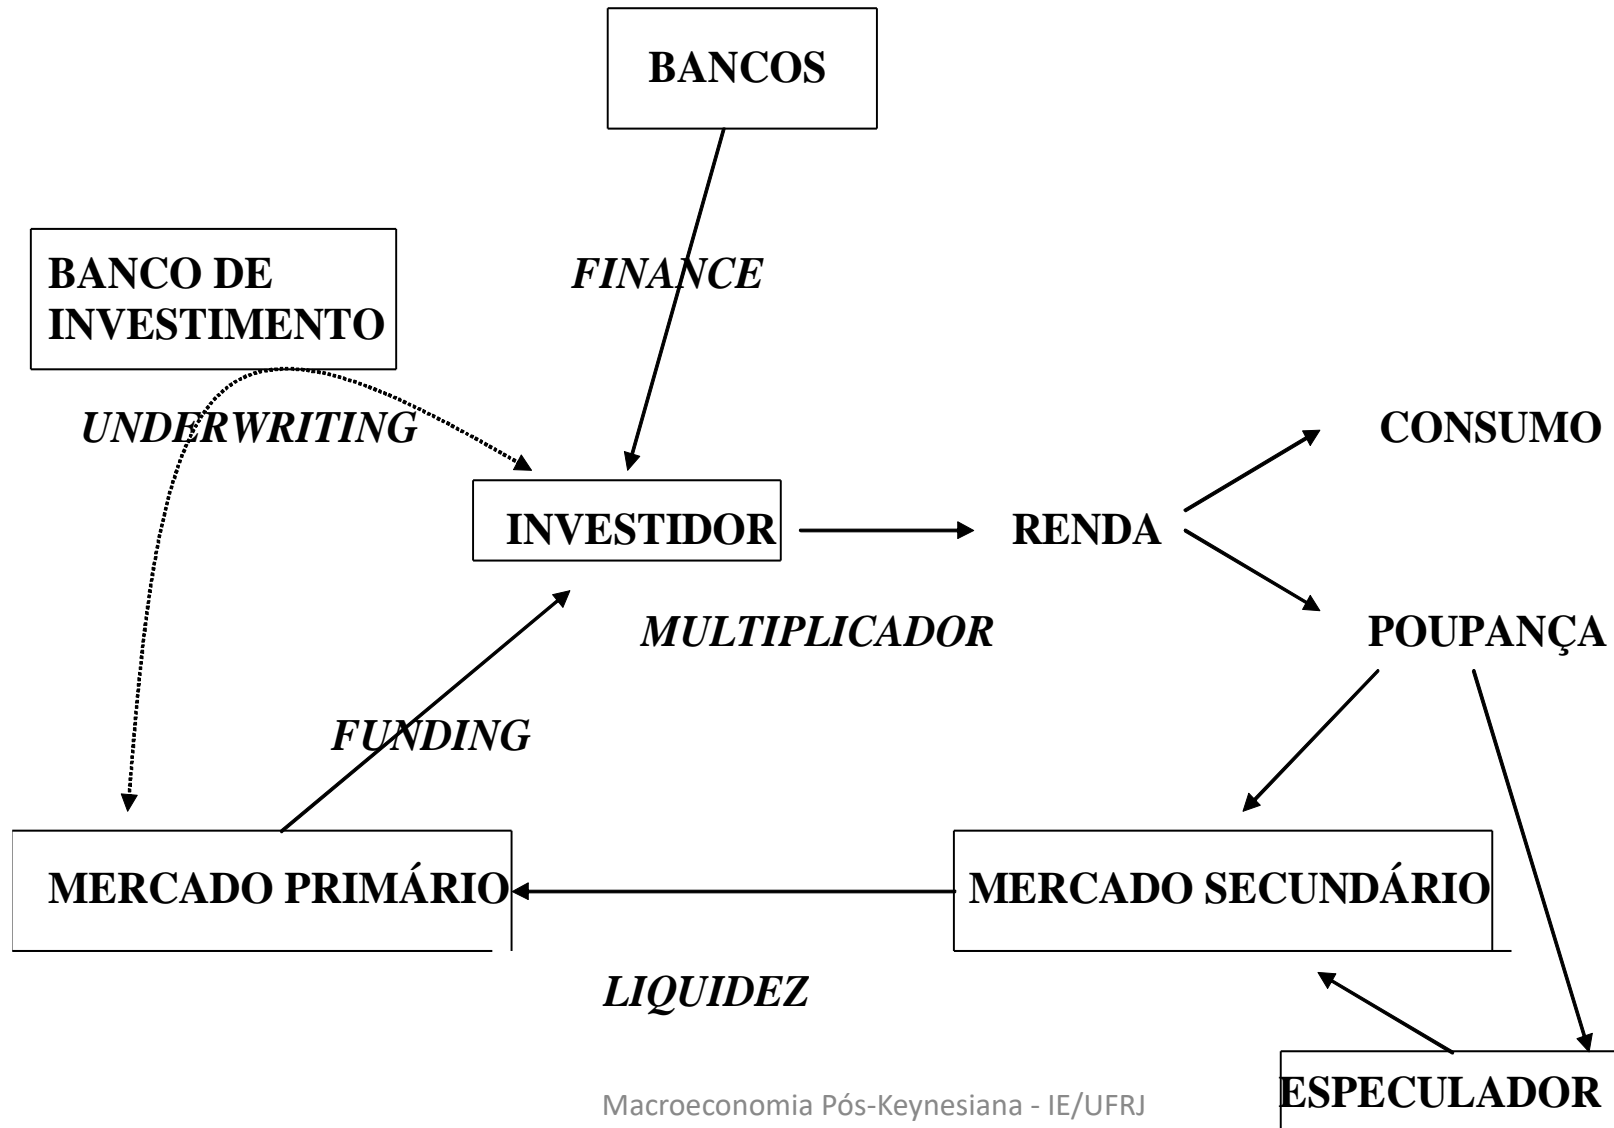 BANCOS
BANCO DE
INVESTIMENTO
FINANCE
UNDERWRITING
CONSUMO
INVESTIDOR
RENDA
MULTIPLICADOR
POUPANÇA
FUNDING
MERCADO PRIMÁRIO
MERCADO SECUNDÁRIO
LIQUIDEZ
ESPECULADOR
Macroeconomia Pós-Keynesiana - IE/UFRJ